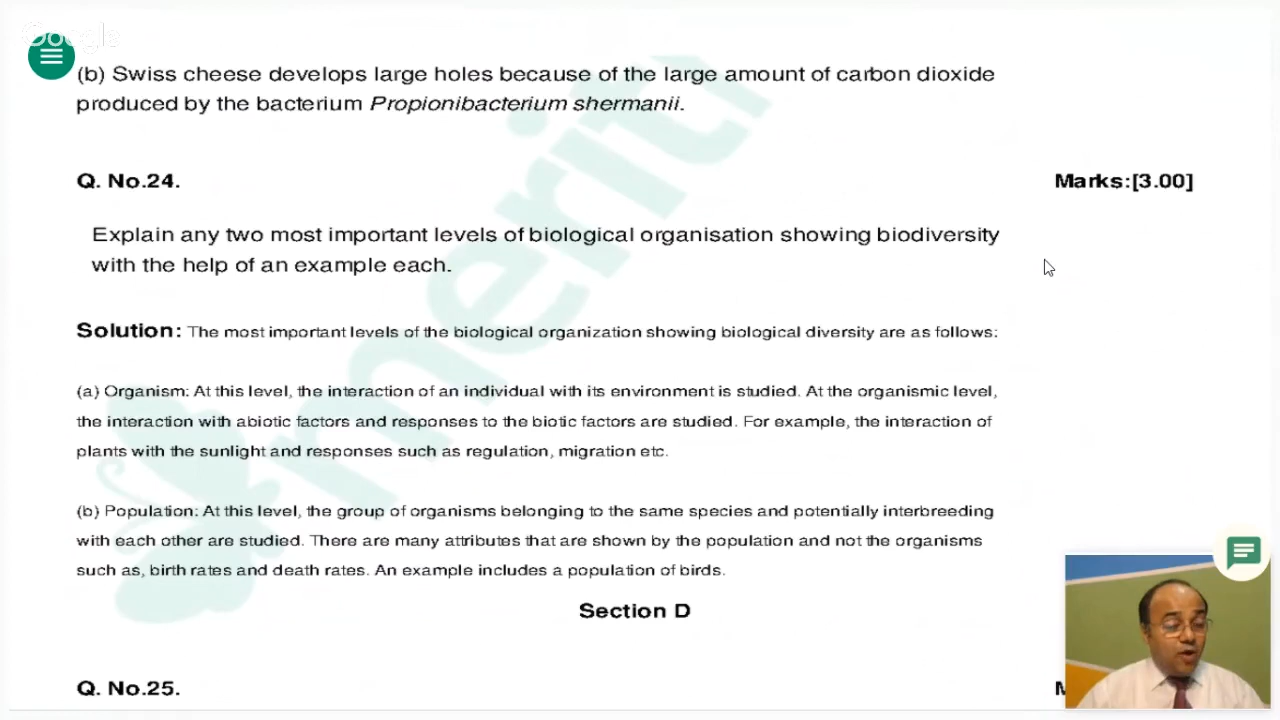 Google
(b) Swiss cheese develops large holes because of the large amount of carbon dioxide
produced by the bacterium Propionibacterium shermanii.
Q. No.24.
Marks:[3.00]
Explain any two most important levels of biological organisation showing biodiversity
with the help of an example each.
Solution: The most important levels of the biological organization showing biological diversity are as follows:
(a) Organism: At this level, the interaction of an individual with its environment is studied. At the organismic level,
the interaction with abiotic factors and responses to the biotic factors are studied. For example, the interaction of
plants with the sunlight and responses such as regulation, migration etc.
(b) Population: At this level, the group of organisms belonging to the same species and potentially interbreeding
with each other are studied. There are many attributes that are shown by the population and not the organisms
such as, birth rates and death rates. An example includes a population of birds.
Section D
Q. No.25.